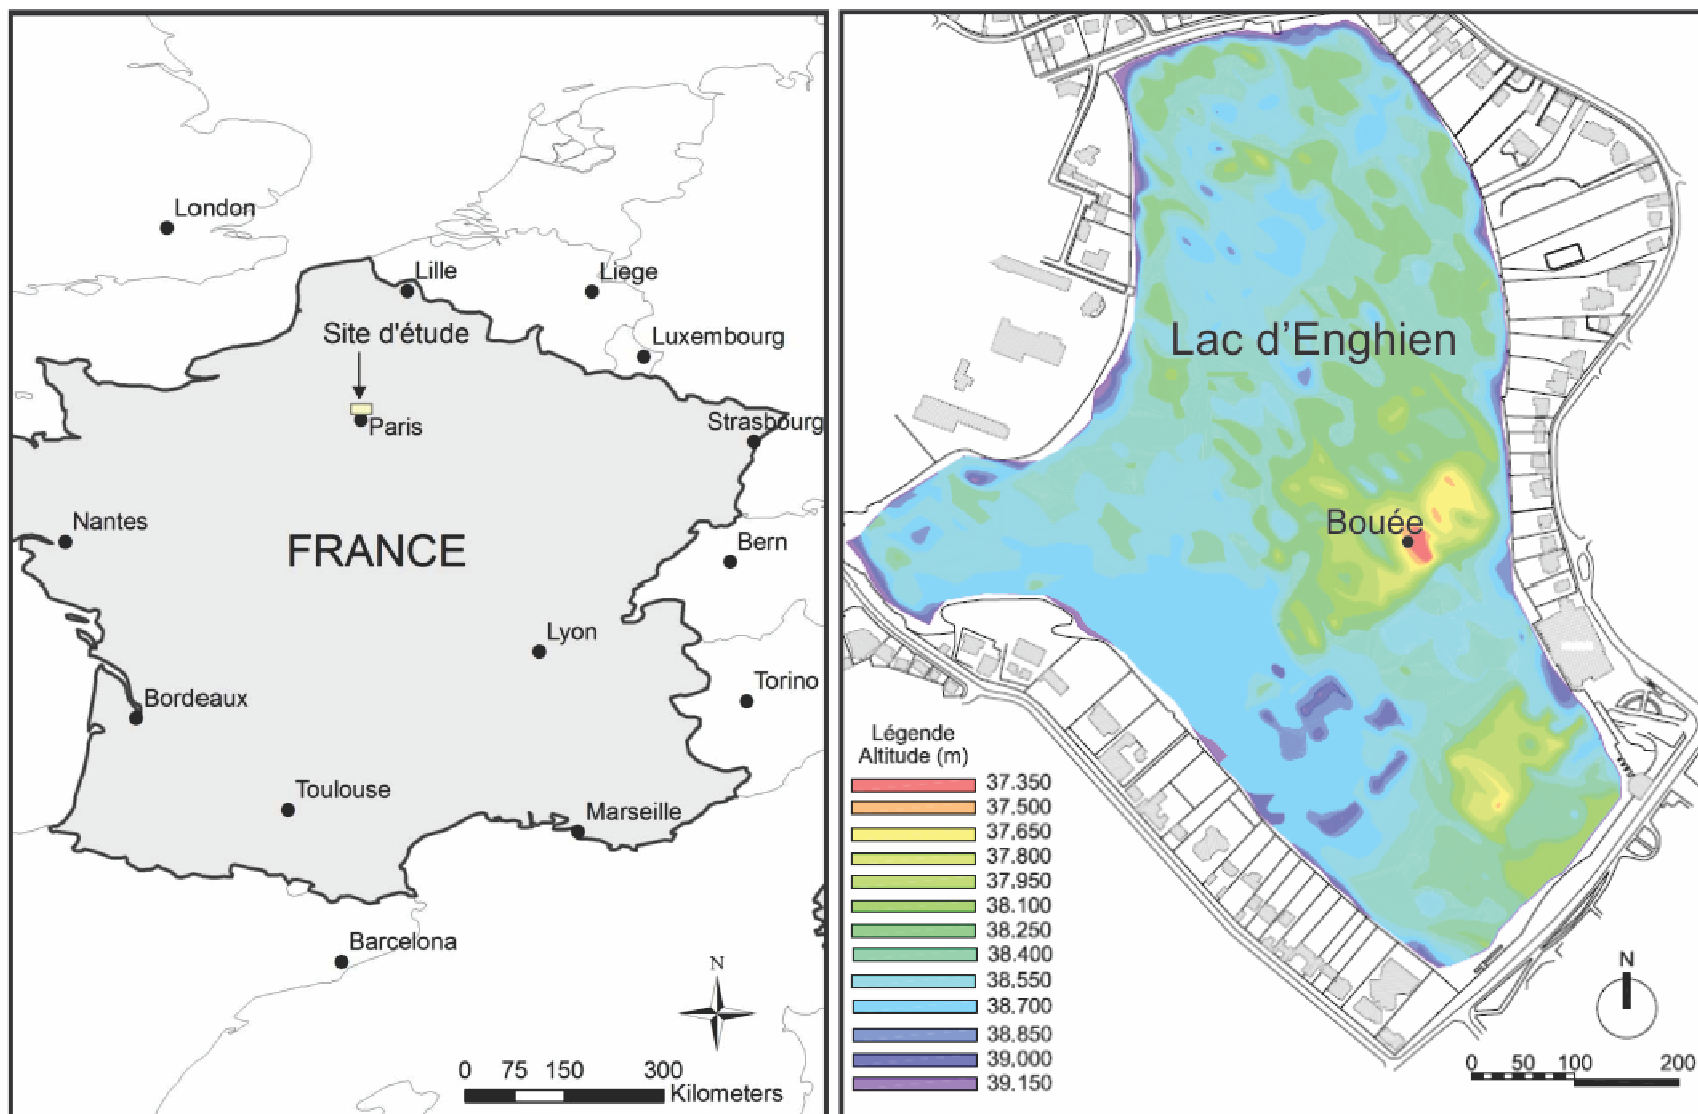 London
Lille
Liege
Site d'étude
Luxembourg
Paris
Strasbourg
Nantes
FRANCE
Bern
Lyon
Torino
Bordeaux
Toulouse
Marseille
Barcelona
N
0 75 150 300
Kilometers
Lac d'Enghien
Bouée
Légende
Altitude (m)
37.350
37.500
37.650
37.800
37.950
38.100
38.250
38.400
38.550
38.700
38.850
39.000
39.150
N
0 50 100 200